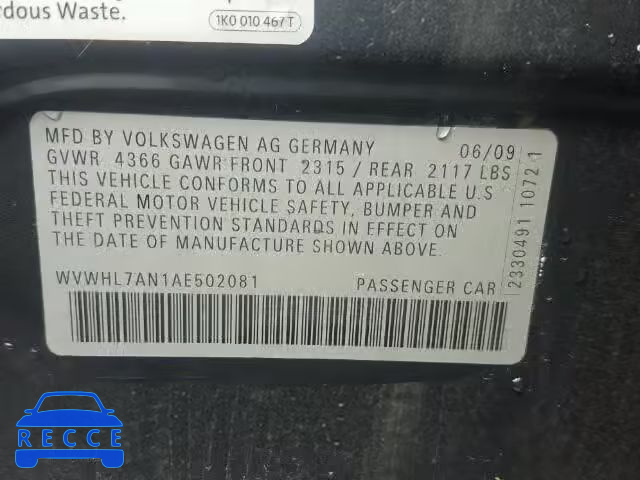 rdous Waste.
1K0 010 467 T
MFD BY VOLKSWAGEN AG GERMANY 06/09
GVWR 4366 GAWR FRONT 2315 / REAR 2117 LBS
THIS VEHICLE CONFORMS TO ALL APPLICABLE U.S
FEDERAL MOTOR VEHICLE SAFETY, BUMPER AND
THEFT PREVENTION STANDARDS IN EFFECT ON
THE DATE OF MANUFACTURE SHOWN ABOVE.
WVWHL7AN1AE502081 PASSENGER CAR
2330491 1072 1
RECCE